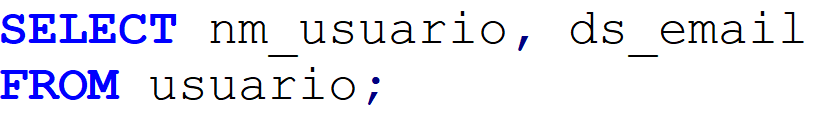 SELECT nm_usuario, ds_email
FROM usuario;